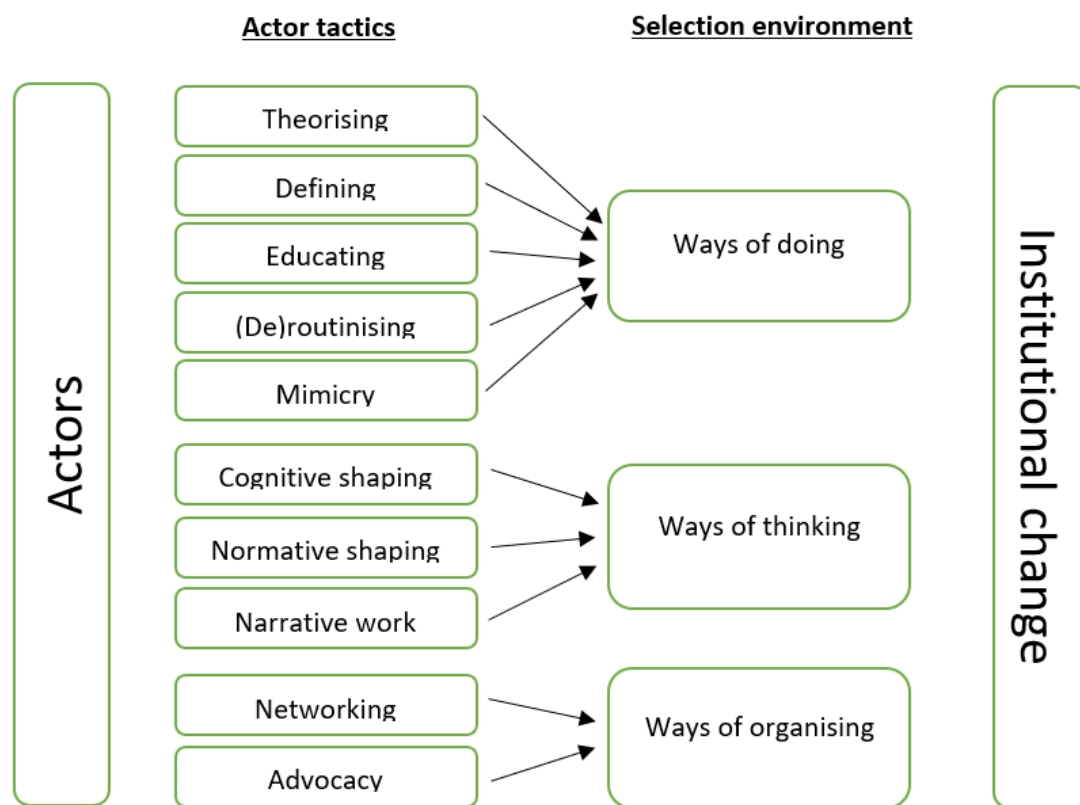 Actor tactics
Selection environment
Actors
Theorising
Defining
Educating
(De)routinising
Mimicry
Cognitive shaping
Normative shaping
Narrative work
Networking
Advocacy
Ways of doing
Ways of thinking
Ways of organising
Institutional change